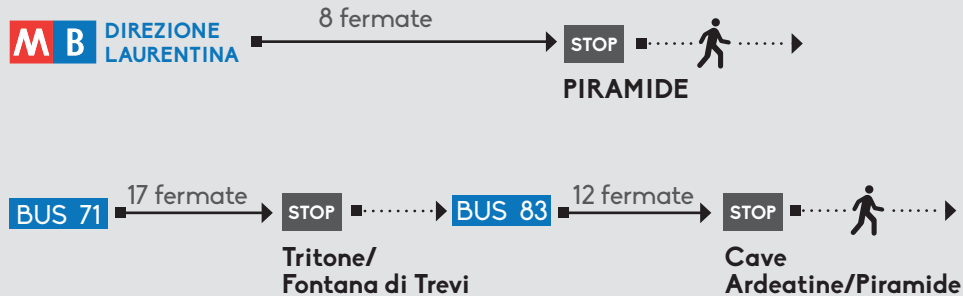 8 fermate
M B DIREZIONE
LAURENTINA
STOP
PIRAMIDE
17 fermate
12 fermate
BUS 71
STOP
BUS 83
STOP
Tritone/
Fontana di Trevi
Cave
Ardeatine/Piramide